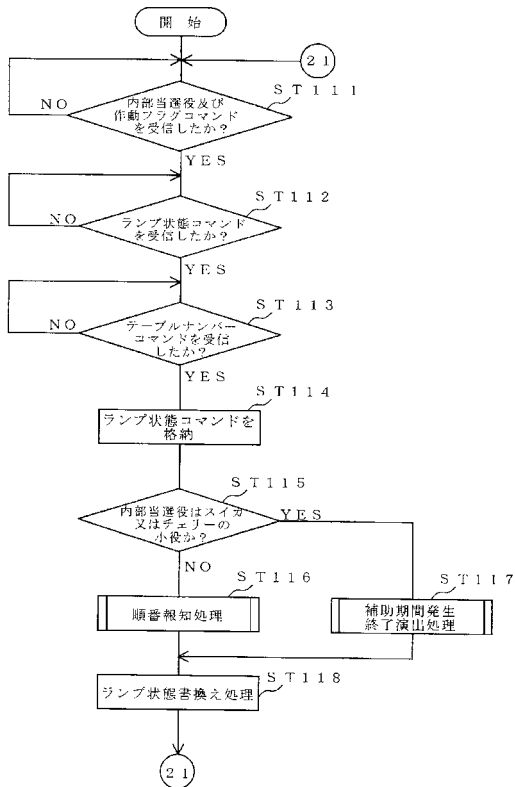 開 始
21
ST111
内部当選役及び
作動フラグコマンド
を受信したか？
NO
YES
ST112
ランプ状態コマンド
を受信したか？
NO
YES
ST113
テーブルナンバー
コマンドを受信
したか？
NO
YES
ST114
ランプ状態コマンドを
格納
ST115
内部当選役はスイカ
又はチェリーの
小役か？
YES
NO
ST116
順番報知処理
ST117
補助期間発生
終了演出処理
ST118
ランプ状態書換え処理
21